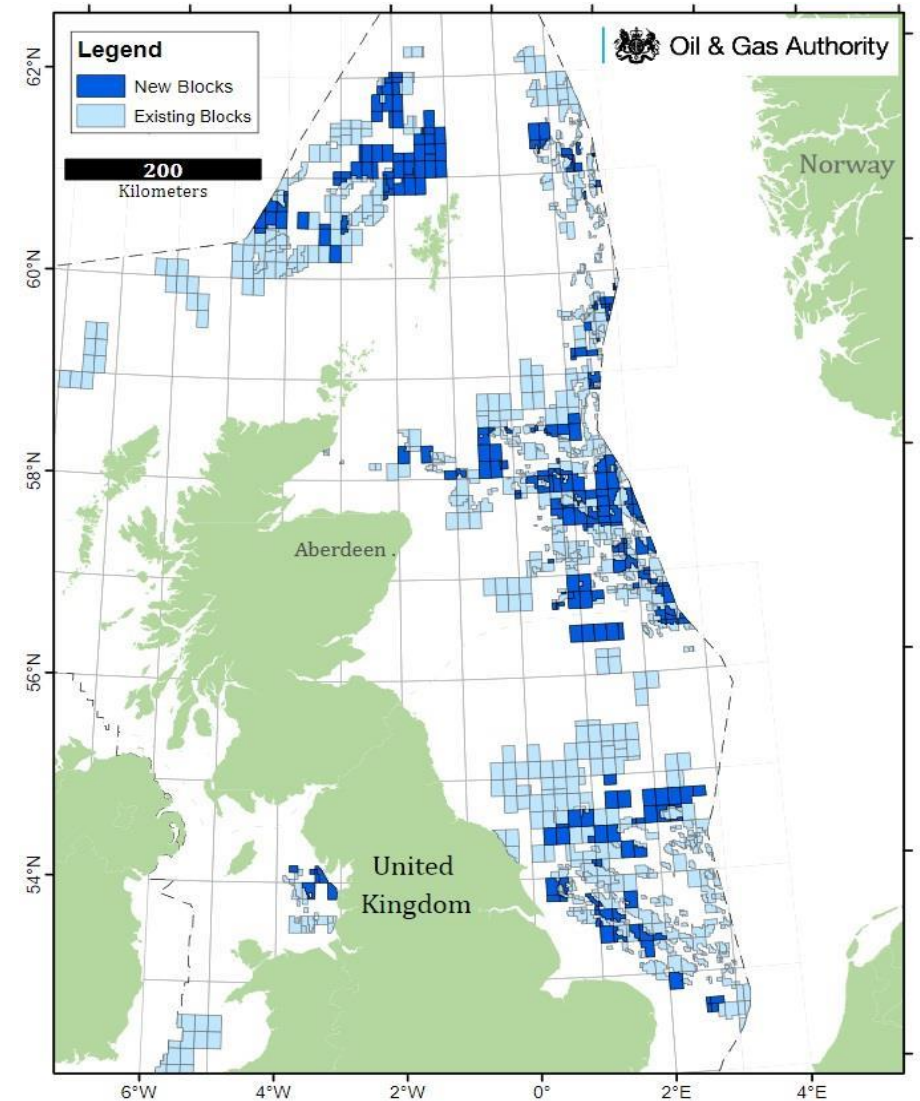 Legend
New Blocks
Existing Blocks
200
Kilometers
Oil & Gas Authority
Norway
Aberdeen .
United
Kingdom
62°N
60°N
58°N
56°N
54°N
6°W
4°W
2°W
0°
2°E
4°E